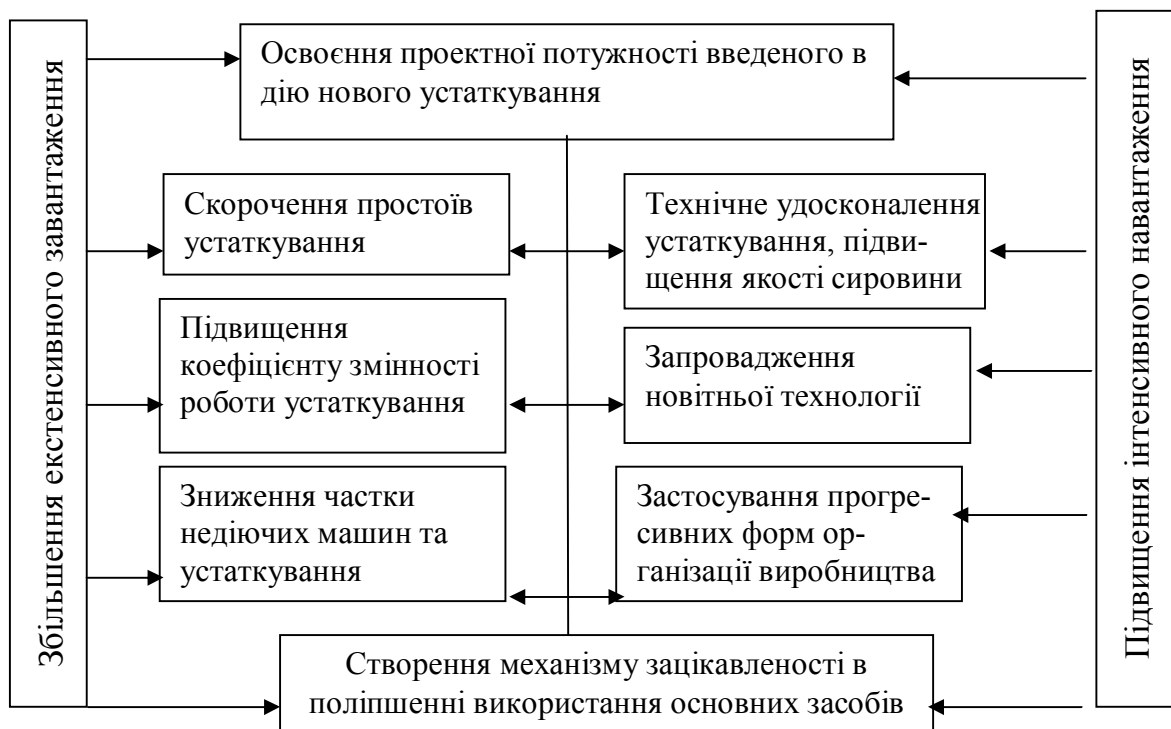 Збільшення екстенсивного завантаження
Освоєння проектної потужності введеного в
дію нового устаткування
Скорочення простоїв
устаткування
Технічне удосконалення
устаткування, підви-
щення якості сировини
Підвищення
коефіцієнту змінності
роботи устаткування
Запровадження
новітньої технології
Зниження частки
недіючих машин та
устаткування
Застосування прогре-
сивних форм ор-
ганізації виробництва
Створення механізму зацікавленості в
поліпшенні використання основних засобів
Підвищення інтенсивного навантаження